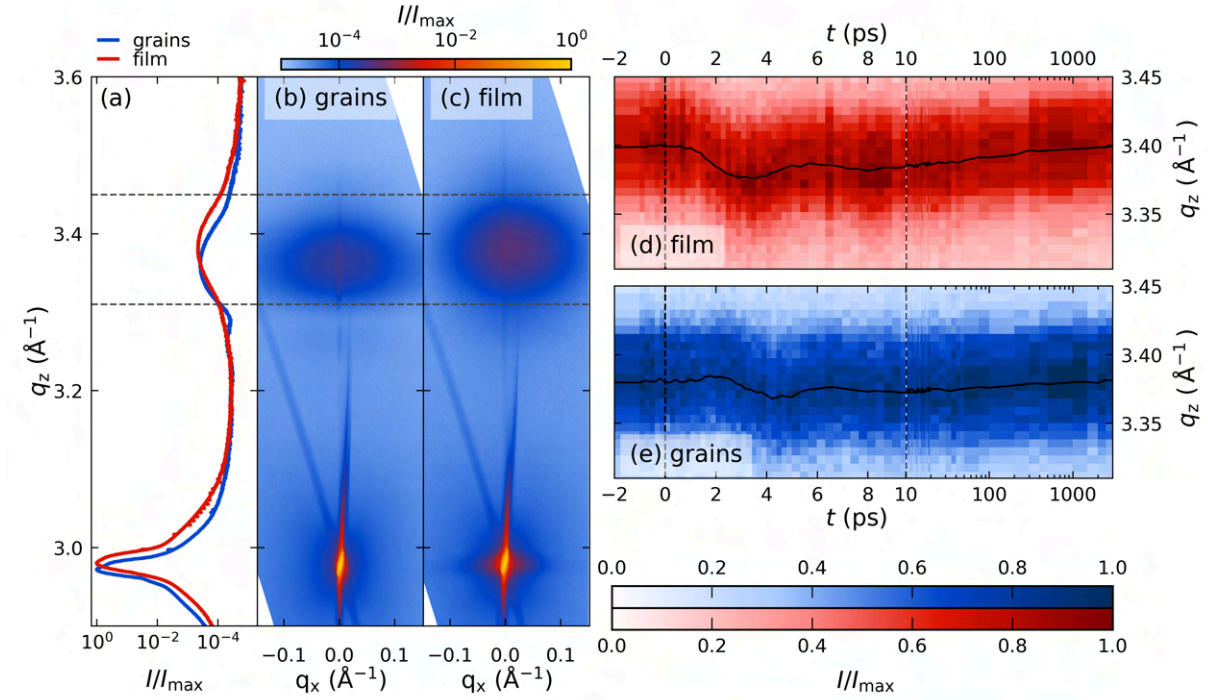 I/Imax
grains
film
10⁻⁴ 10⁻² 10⁰
(a) (b) grains (c) film
3.6
3.4
3.2
3.0
qz (Å⁻¹)
10⁰ 10⁻² 10⁻⁴
I/Imax
−0.1 0.0 0.1
qx (Å⁻¹)
−0.1 0.0 0.1
qx (Å⁻¹)
t (ps)
−2 0 2 4 6 8 10 100 1000
3.45
3.40
3.35
qz (Å⁻¹)
(d) film
3.45
3.40
3.35
qz (Å⁻¹)
(e) grains
−2 0 2 4 6 8 10 100 1000
t (ps)
0.0 0.2 0.4 0.6 0.8 1.0
0.0 0.2 0.4 0.6 0.8 1.0
I/Imax